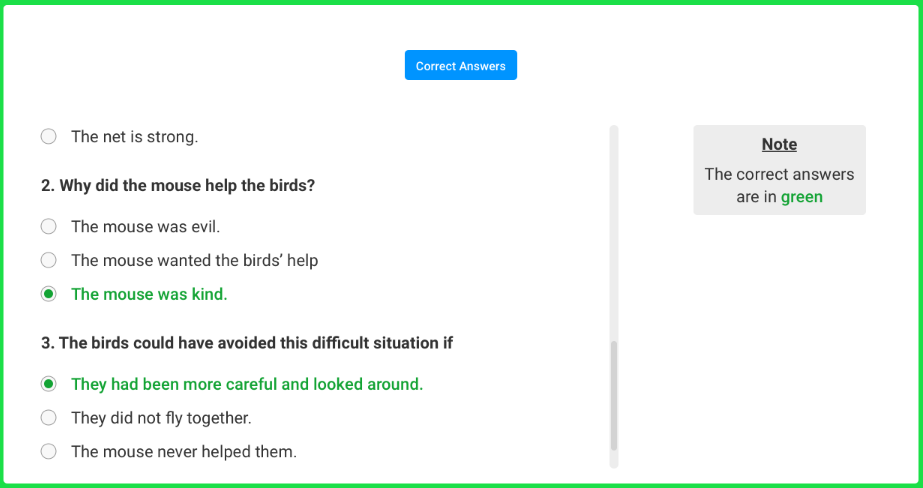 Correct Answers
The net is strong.
2. Why did the mouse help the birds?
The mouse was evil.
The mouse wanted the birds’ help
The mouse was kind.
3. The birds could have avoided this difficult situation if
They had been more careful and looked around.
They did not fly together.
The mouse never helped them.
Note
The correct answers
are in green